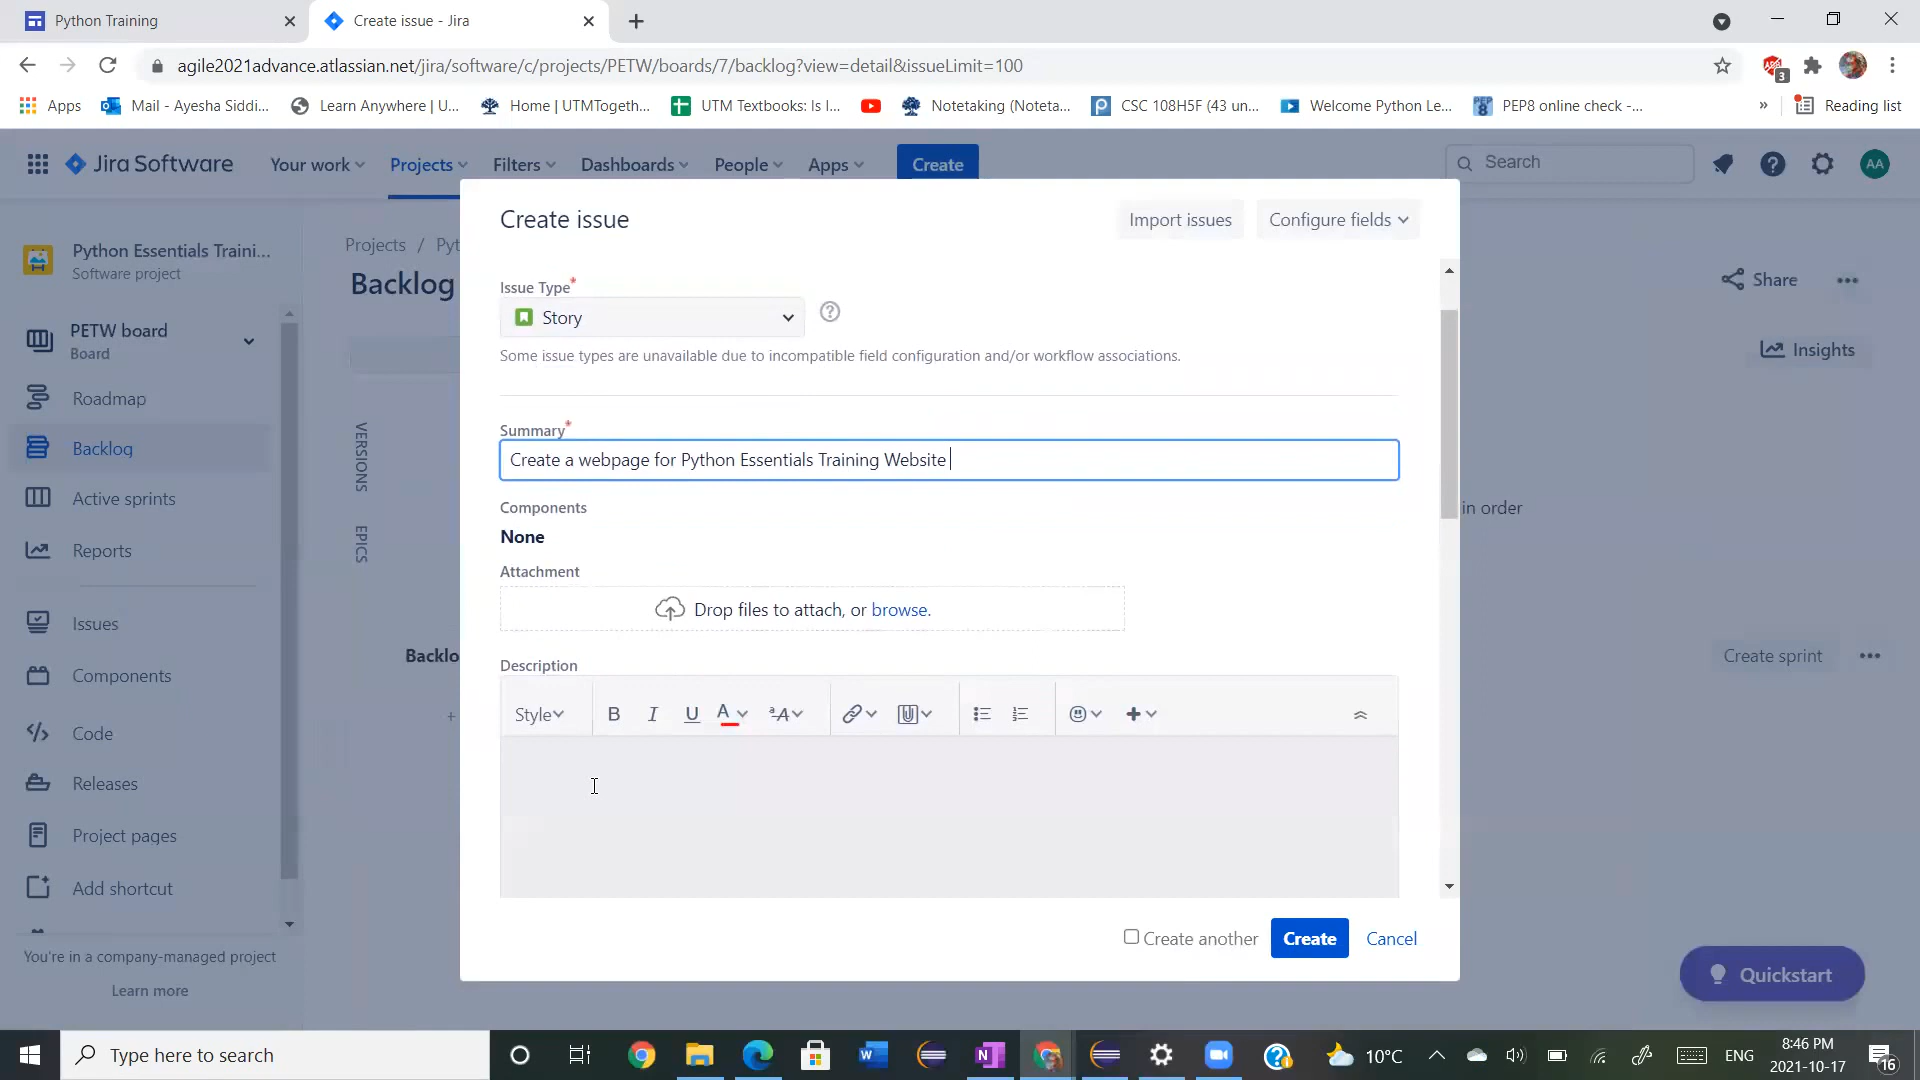 Python Training
Create issue - Jira
agile2021advance.atlassian.net/jira/software/c/projects/PETW/boards/7/backlog?view=detail&issueLimit=100
3
Apps
Mail - Ayesha Siddi...
Learn Anywhere | U...
Home | UTMTogeth...
UTM Textbooks: Is I...
Notetaking (Noteta...
CSC 108H5F (43 un...
Welcome Python Le...
PEP8 online check -...
»
Reading list
Jira Software
Your work
Projects
Filters
Dashboards
People
Apps
Create
Search
AA
Python Essentials Traini...
Software project
PETW board
Board
Roadmap
Backlog
Active sprints
Reports
Issues
Components
Code
Releases
Project pages
Add shortcut
You're in a company-managed project
Learn more
Projects / Pyt
Backlog
VERSIONS
EPICS
Backlo
+
Create issue
Import issues
Configure fields
Issue Type*
Story
Some issue types are unavailable due to incompatible field configuration and/or workflow associations.
Summary*
Create a webpage for Python Essentials Training Website
Components
None
Attachment
Drop files to attach, or browse.
Description
Style
B I U A ᵃA
Create another
Create
Cancel
Share
Insights
in order
Create sprint
Quickstart
Type here to search
10°C
ENG
8:46 PM
2021-10-17
16